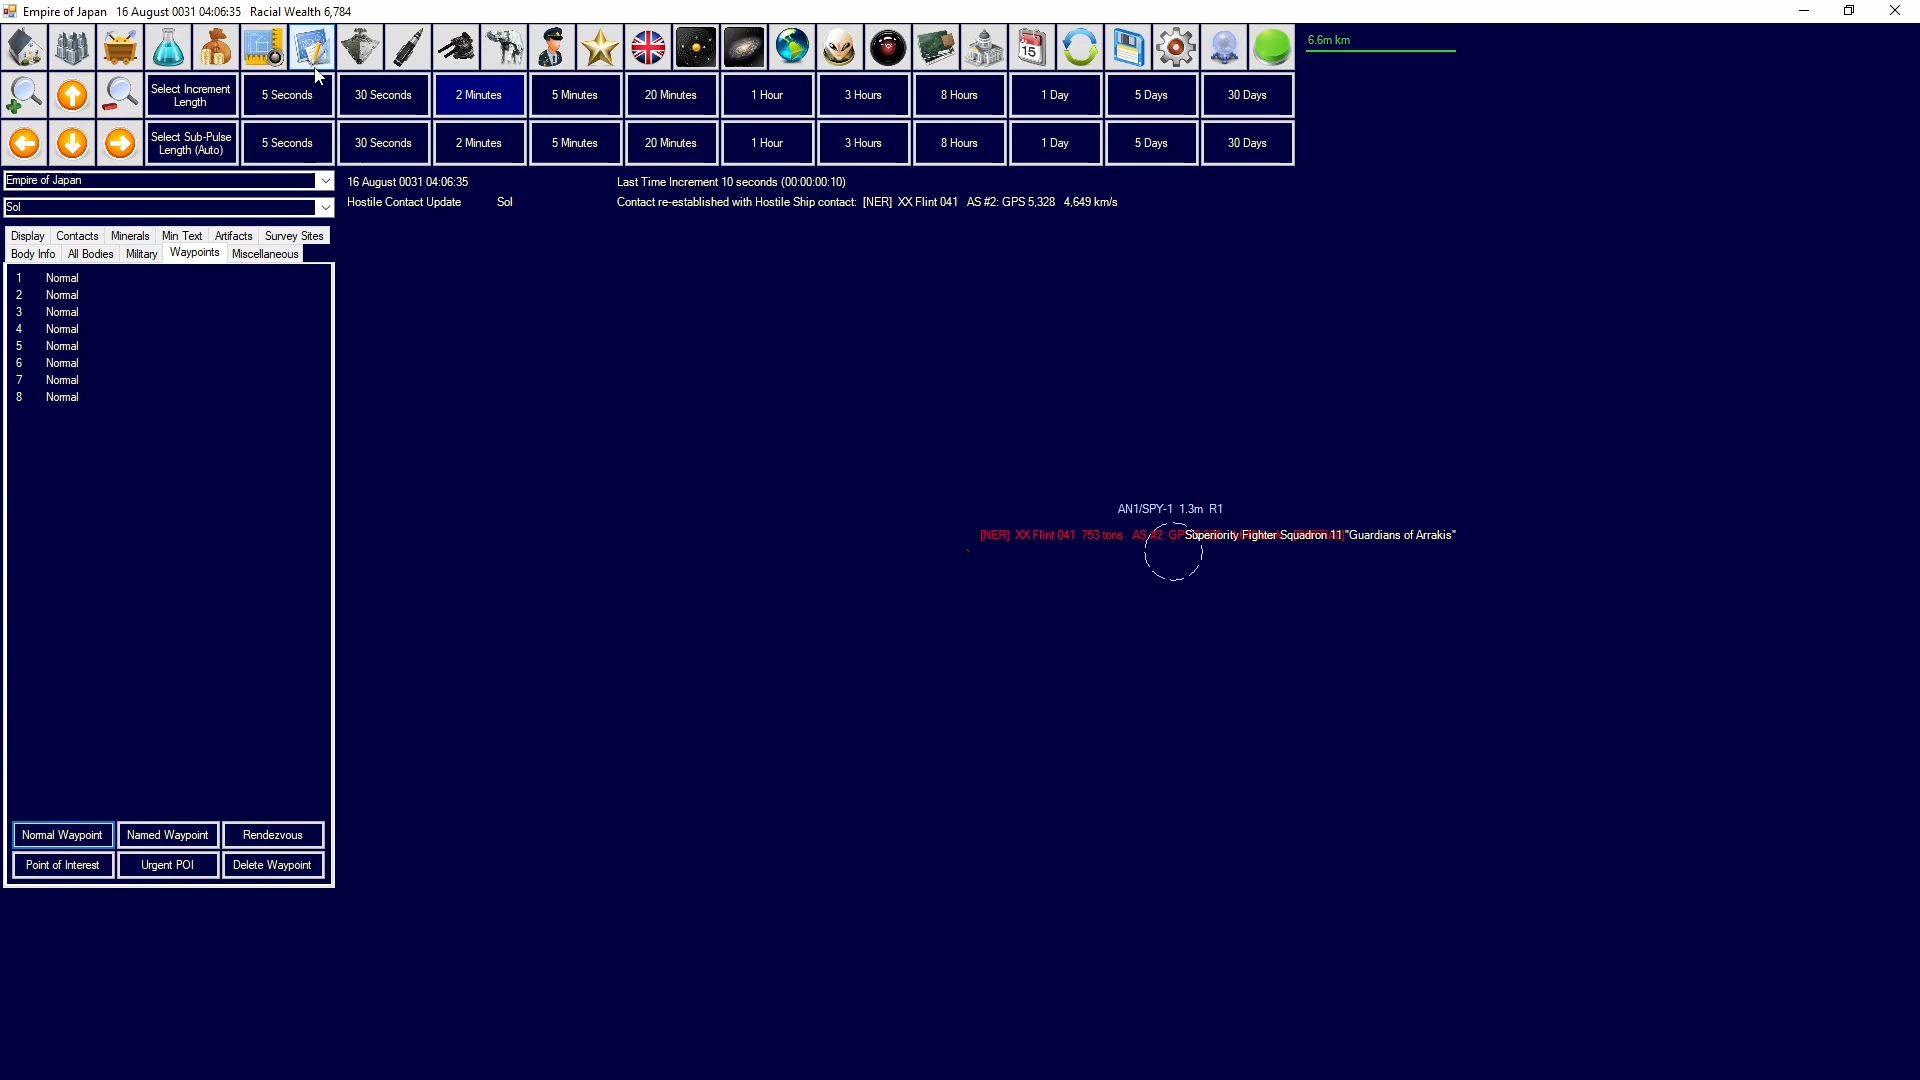 Empire of Japan 16 August 0031 04:06:35 Racial Wealth 6,784
6.6m km
15
Select Increment Length 5 Seconds 30 Seconds 2 Minutes 5 Minutes 20 Minutes 1 Hour 3 Hours 8 Hours 1 Day 5 Days 30 Days
Select Sub-Pulse Length (Auto) 5 Seconds 30 Seconds 2 Minutes 5 Minutes 20 Minutes 1 Hour 3 Hours 8 Hours 1 Day 5 Days 30 Days
Empire of Japan
16 August 0031 04:06:35 Last Time Increment 10 seconds (00:00:00:10)
Sol
Hostile Contact Update Sol Contact re-established with Hostile Ship contact: [NER] XX Flint 041 AS #2: GPS 5,328 4,649 km/s
Display Contacts Minerals Min Text Artifacts Survey Sites
Body Info All Bodies Military Waypoints Miscellaneous
1 Normal
2 Normal
3 Normal
4 Normal
5 Normal
6 Normal
7 Normal
8 Normal
AN1/SPY-1 1.3m R1
[NER] XX Flint 041 753 tons AS #2: GPS
Superiority Fighter Squadron 11 "Guardians of Arrakis"
Normal Waypoint Named Waypoint Rendezvous
Point of Interest Urgent POI Delete Waypoint